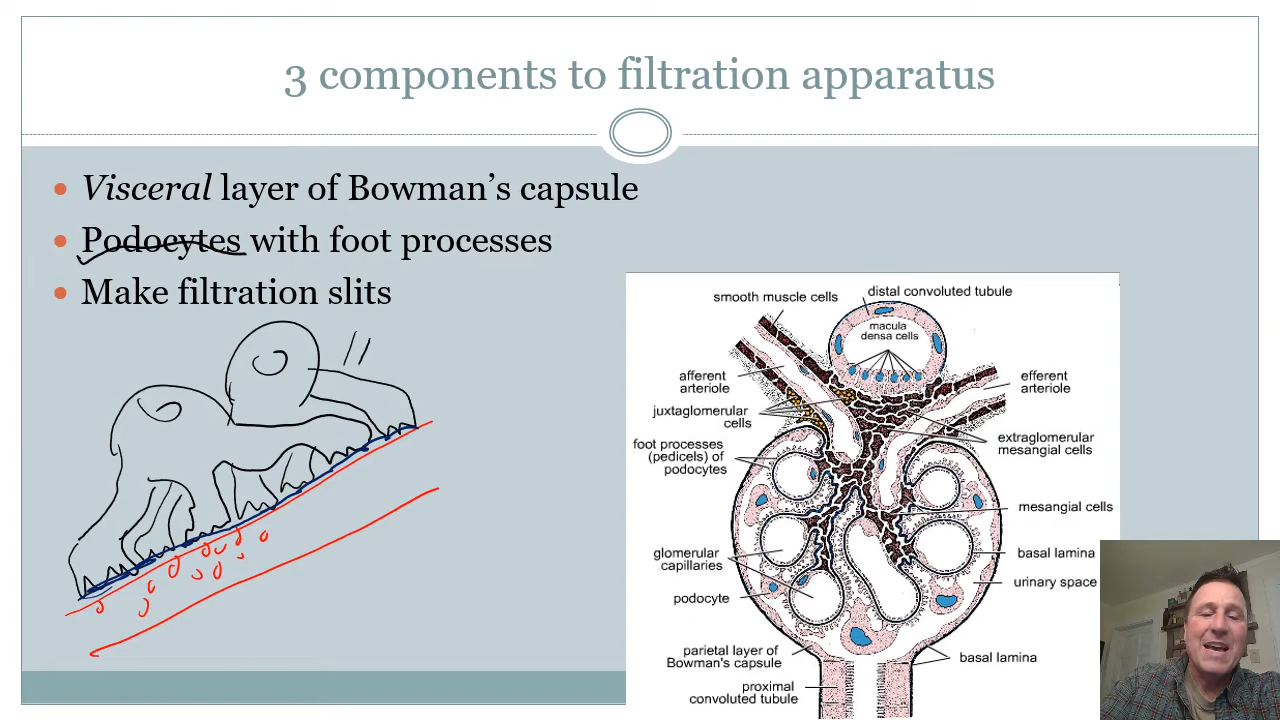 3 components to filtration apparatus
Visceral layer of Bowman's capsule
Podocytes with foot processes
Make filtration slits
smooth muscle cells
distal convoluted tubule
macula
densa cells
afferent
arteriole
efferent
arteriole
juxtaglomerular
cells
extraglomerular
mesangial cells
foot processes
(pedicels) of
podocytes
mesangial cells
glomerular
capillaries
basal lamina
urinary space
podocyte
parietal layer of
Bowman's capsule
basal lamina
proximal
convoluted tubule